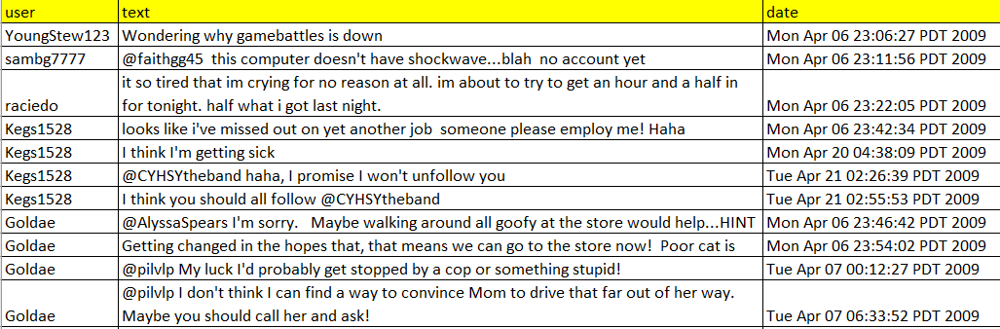 user text date
YoungStew123 Wondering why gamebattles is down Mon Apr 06 23:06:27 PDT 2009
sambg7777 @faithgg45  this computer doesn't have shockwave...blah  no account yet Mon Apr 06 23:11:56 PDT 2009
it so tired that im crying for no reason at all. im about to try to get an hour and a half in
raciedo for tonight. half what i got last night. Mon Apr 06 23:22:05 PDT 2009
Kegs1528 looks like i've missed out on yet another job  someone please employ me! Haha Mon Apr 06 23:42:34 PDT 2009
Kegs1528 I think I'm getting sick Mon Apr 20 04:38:09 PDT 2009
Kegs1528 @CYHSYtheband haha, I promise I won't unfollow you Tue Apr 21 02:26:39 PDT 2009
Kegs1528 I think you should all follow @CYHSYtheband Tue Apr 21 02:55:53 PDT 2009
Goldae @AlyssaSpears I'm sorry.   Maybe walking around all goofy at the store would help...HINT Mon Apr 06 23:46:42 PDT 2009
Goldae Getting changed in the hopes that, that means we can go to the store now!  Poor cat is Mon Apr 06 23:54:02 PDT 2009
Goldae @pilvlp My luck I'd probably get stopped by a cop or something stupid! Tue Apr 07 00:12:27 PDT 2009
@pilvlp I don't think I can find a way to convince Mom to drive that far out of her way.
Goldae Maybe you should call her and ask! Tue Apr 07 06:33:52 PDT 2009